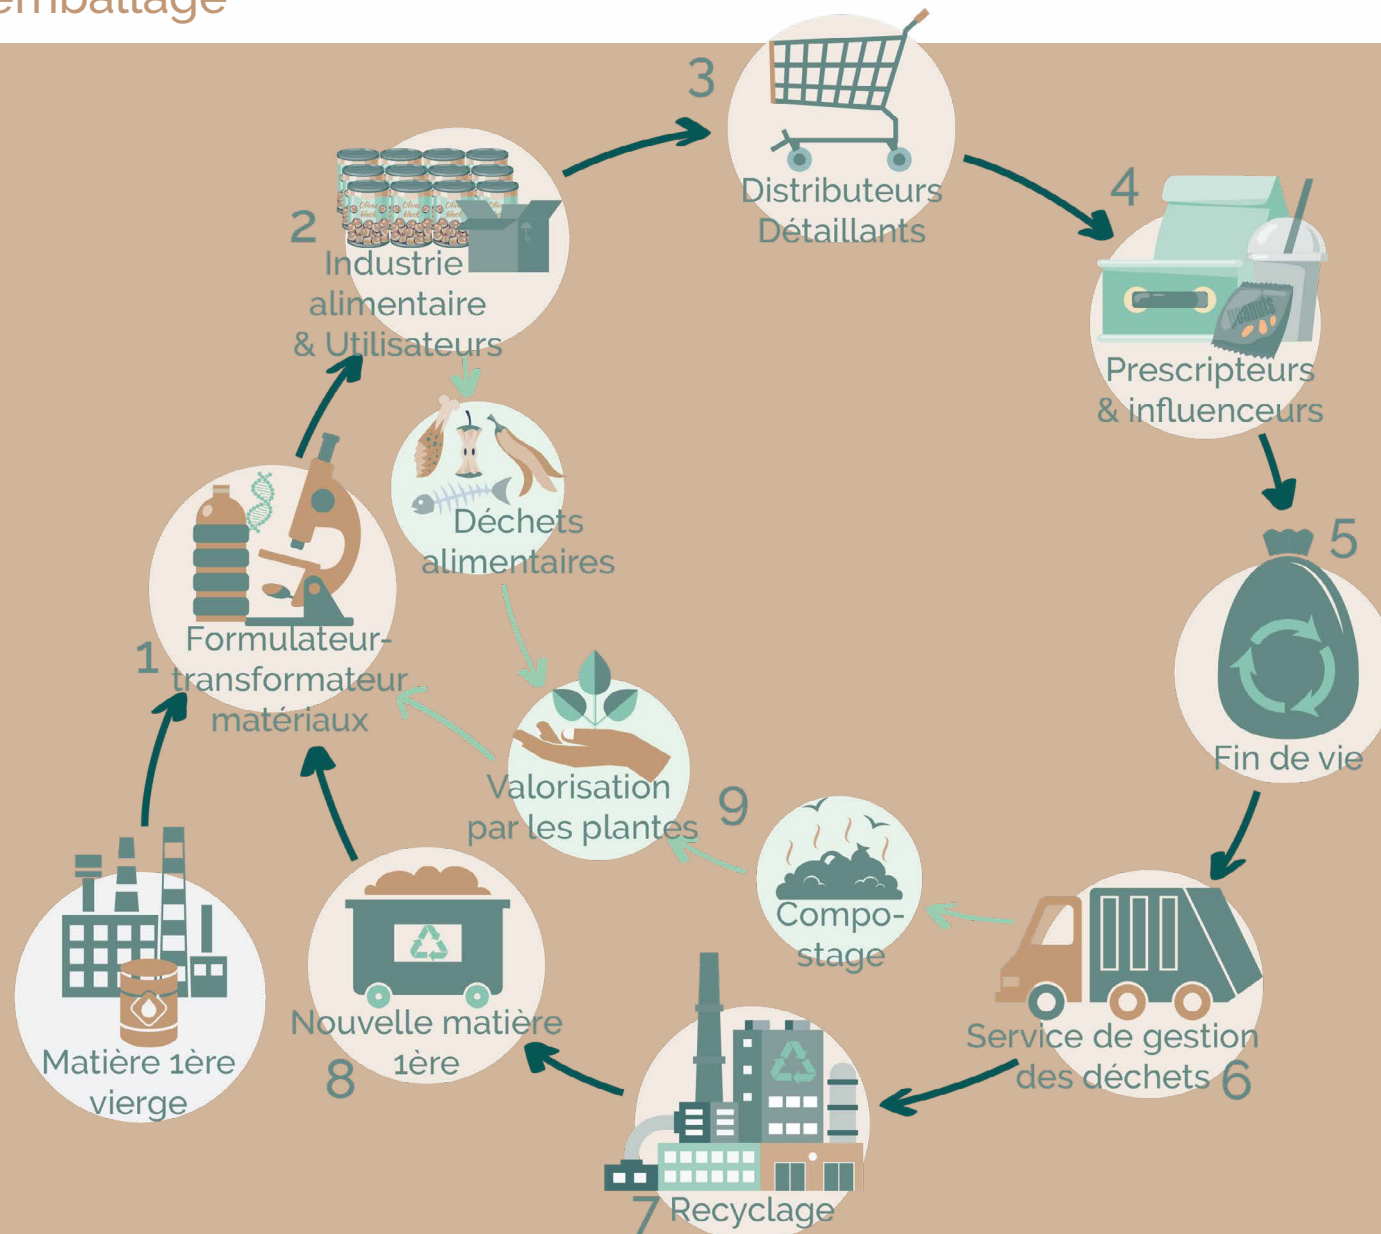 emballage
3
Distributeurs
Détaillants
4
Peanuts
Prescripteurs
& influenceurs
2
Industrie
alimentaire
& Utilisateurs
Déchets
alimentaires
5
Fin de vie
1
Formulateur-
transformateur
matériaux
Valorisation
par les plantes
9
Compo-
stage
Service de gestion
des déchets 6
Matière 1ère
vierge
Nouvelle matière
1ère
8
7
Recyclage